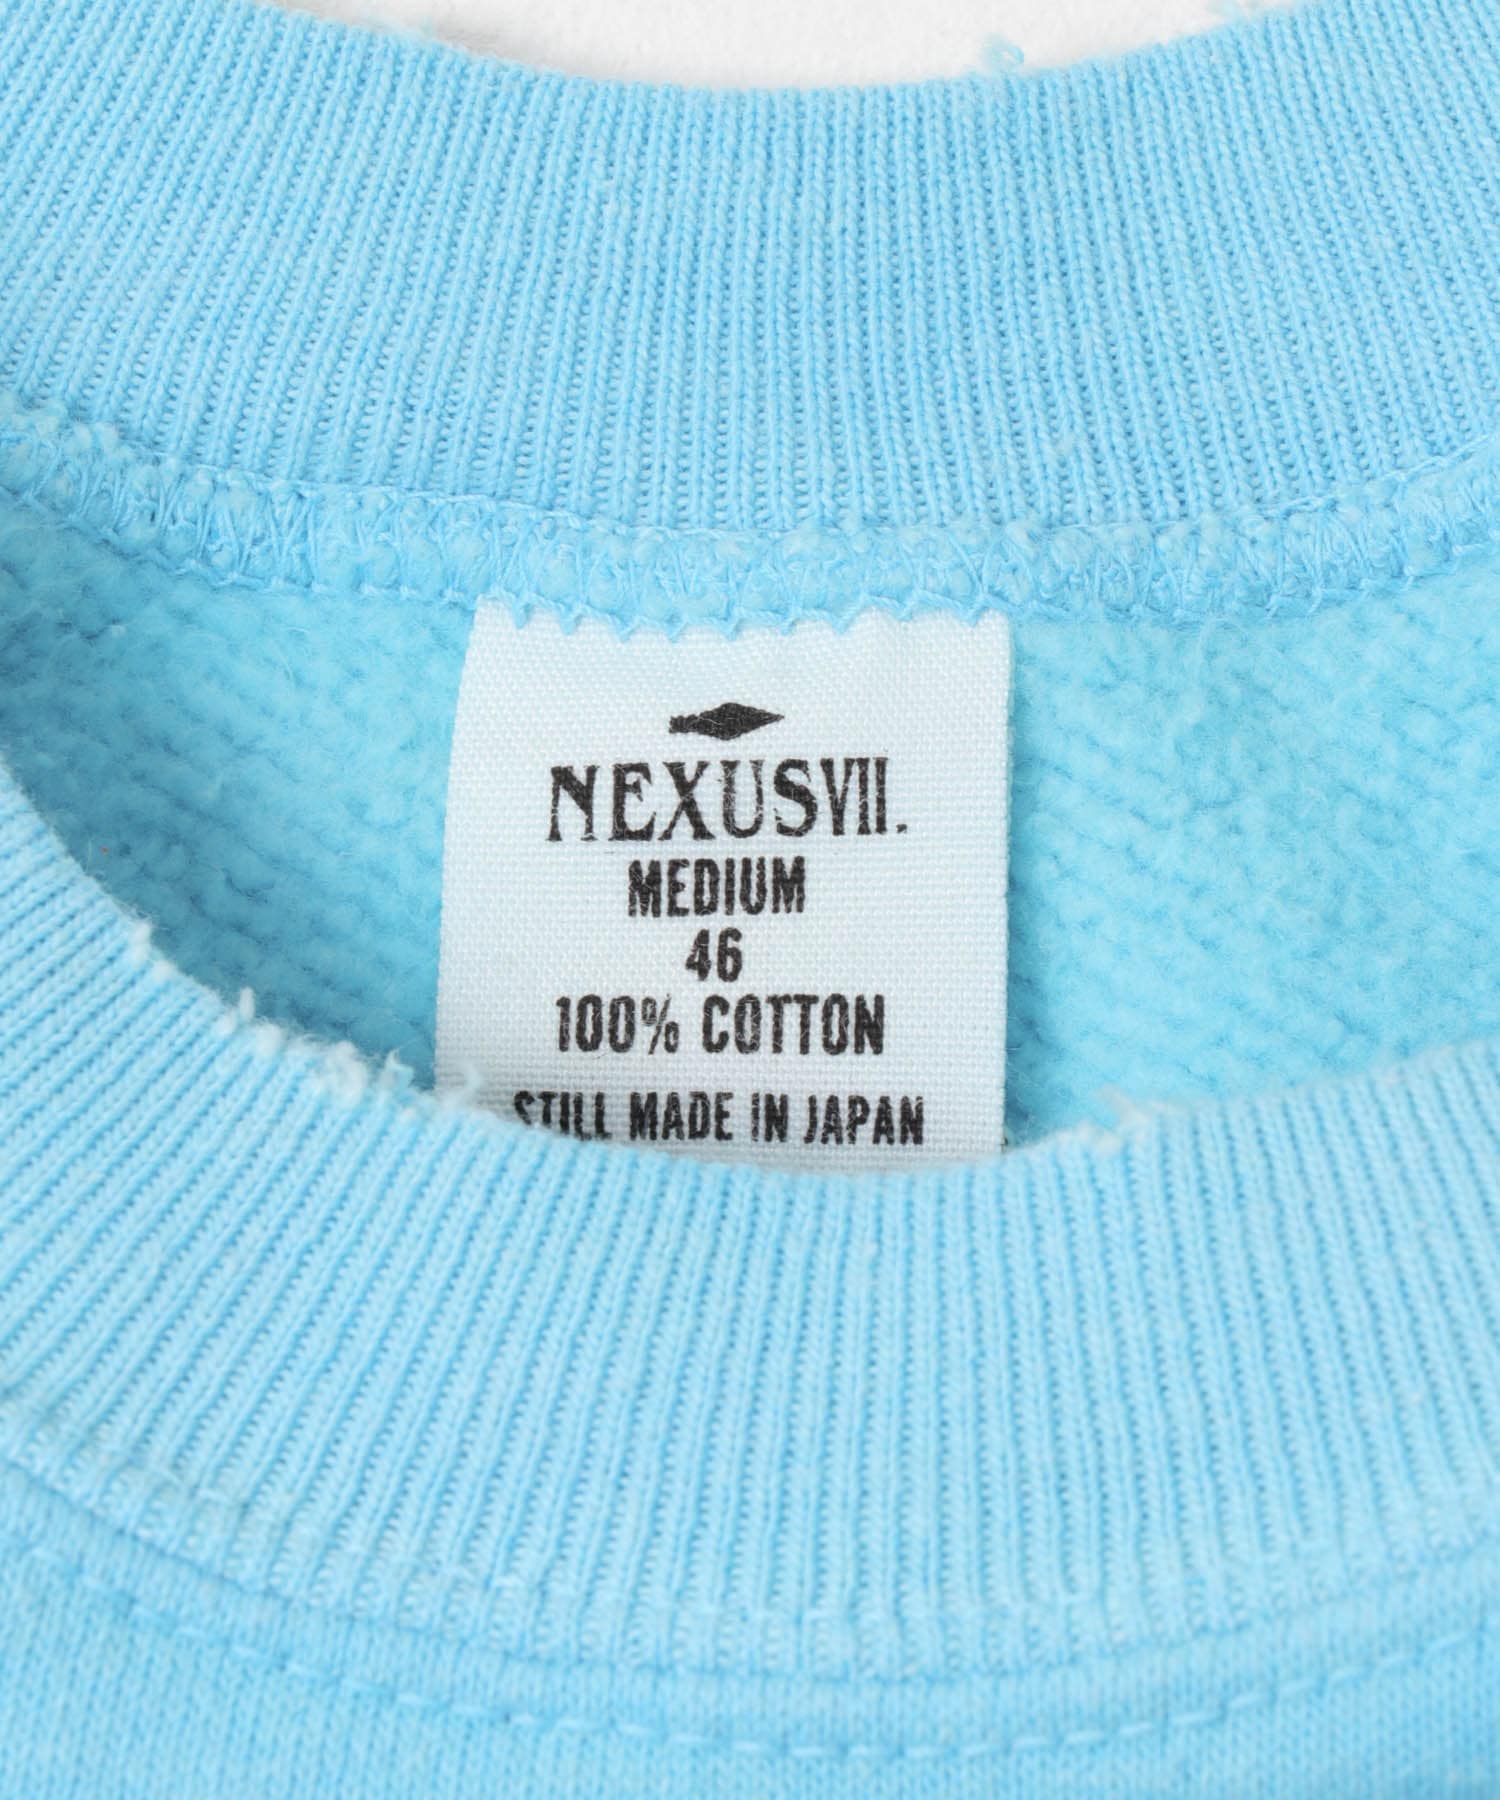 NEXUSVII.
MEDIUM
46
100% COTTON
STILL MADE IN JAPAN